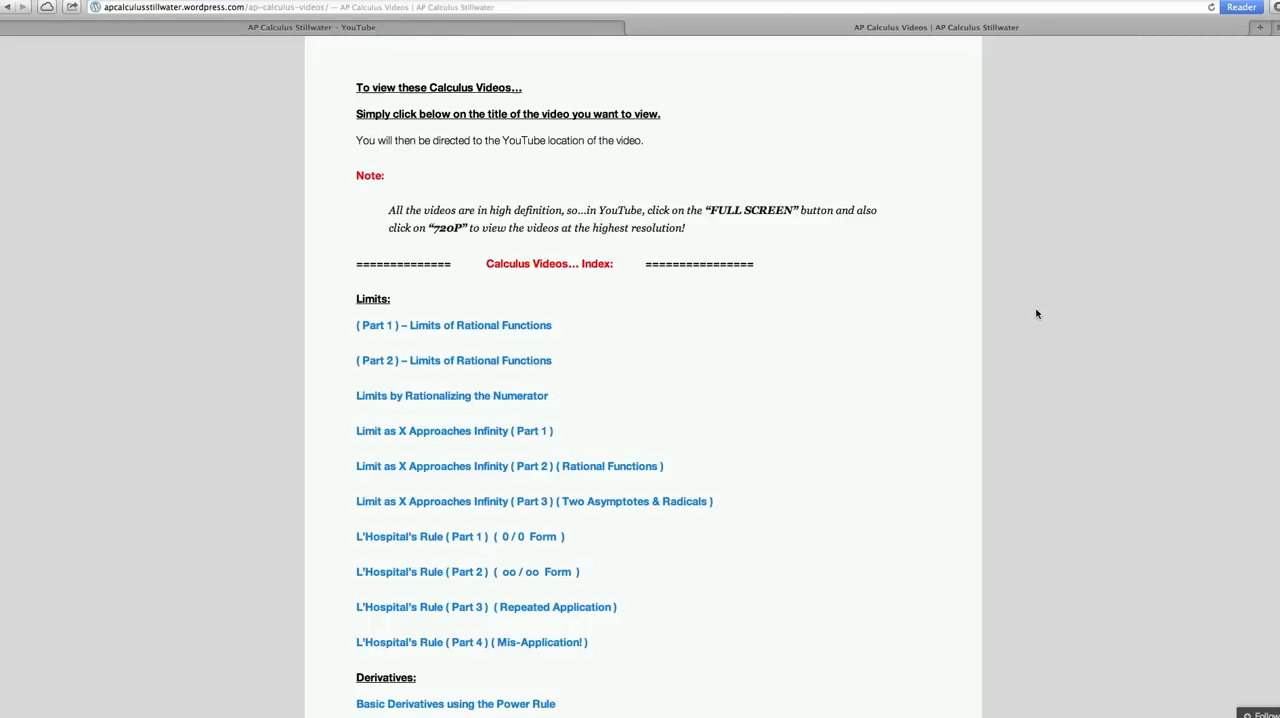 apcalculusstillwater.wordpress.com/ap-calculus-videos/ — AP Calculus Videos | AP Calculus Stillwater
Reader
AP Calculus Stillwater - YouTube
AP Calculus Videos | AP Calculus Stillwater
To view these Calculus Videos…
Simply click below on the title of the video you want to view.
You will then be directed to the YouTube location of the video.
Note:
All the videos are in high definition, so…in YouTube, click on the “FULL SCREEN” button and also
click on “720P” to view the videos at the highest resolution!
============== Calculus Videos… Index: ================
Limits:
( Part 1 ) – Limits of Rational Functions
( Part 2 ) – Limits of Rational Functions
Limits by Rationalizing the Numerator
Limit as X Approaches Infinity ( Part 1 )
Limit as X Approaches Infinity ( Part 2 ) ( Rational Functions )
Limit as X Approaches Infinity ( Part 3 ) ( Two Asymptotes & Radicals )
L’Hospital’s Rule ( Part 1 ) ( 0 / 0 Form )
L’Hospital’s Rule ( Part 2 ) ( oo / oo Form )
L’Hospital’s Rule ( Part 3 ) ( Repeated Application )
L’Hospital’s Rule ( Part 4 ) ( Mis-Application! )
Derivatives:
Basic Derivatives using the Power Rule
Follow